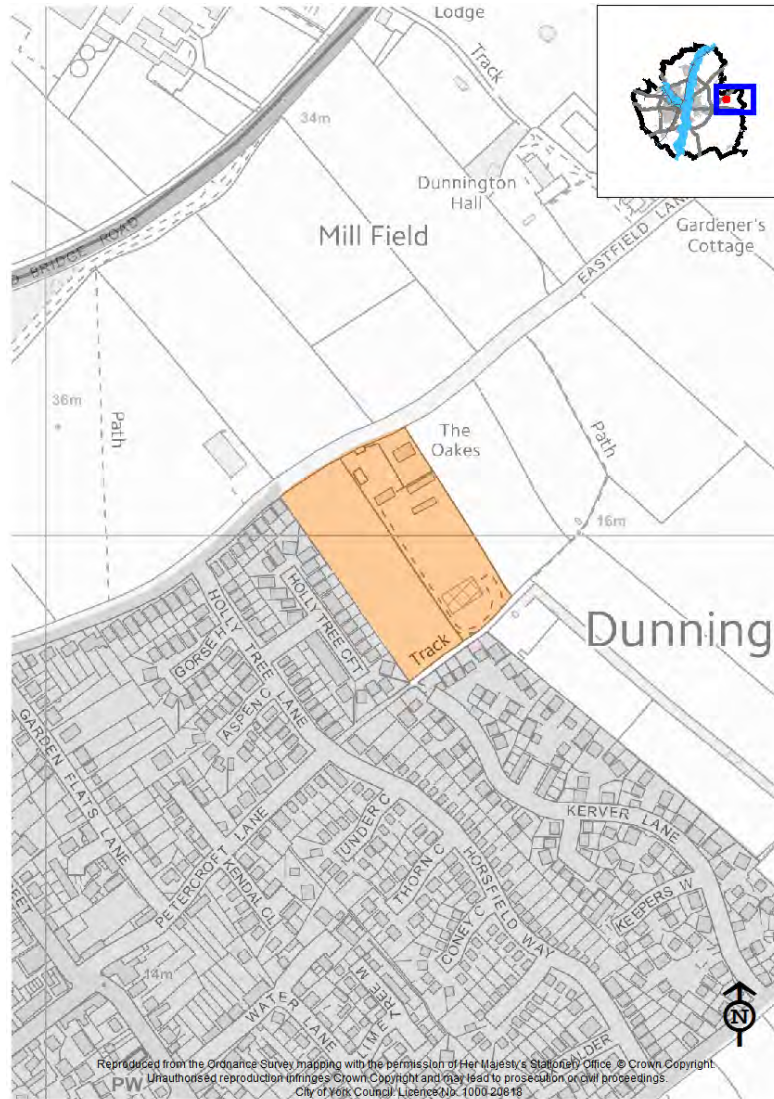 Lodge
Track
34m
Dunnington
Hall
Mill Field
Gardener's
Cottage
EASTFIELD LANE
BRIDGE ROAD
36m
Path
The
Oakes
Path
16m
HOLLY TREE CFT
HOLLY TREE LANE
GORSE H
ASPEN C
Track
Dunning
GARDEN FLATS LANE
PETERCROFT LANE
KENDAL CL
UNDER C
THORN C
HORSFIELD WAY
CONEY C
KERVER LANE
KEEPERS W
14m
WATER LANE
TREE M
N
PW
Reproduced from the Ordnance Survey mapping with the permission of Her Majesty's Stationery Office. © Crown Copyright.
Unauthorised reproduction infringes Crown Copyright and may lead to prosecution or civil proceedings.
City of York Council. Licence No. 1000 20818